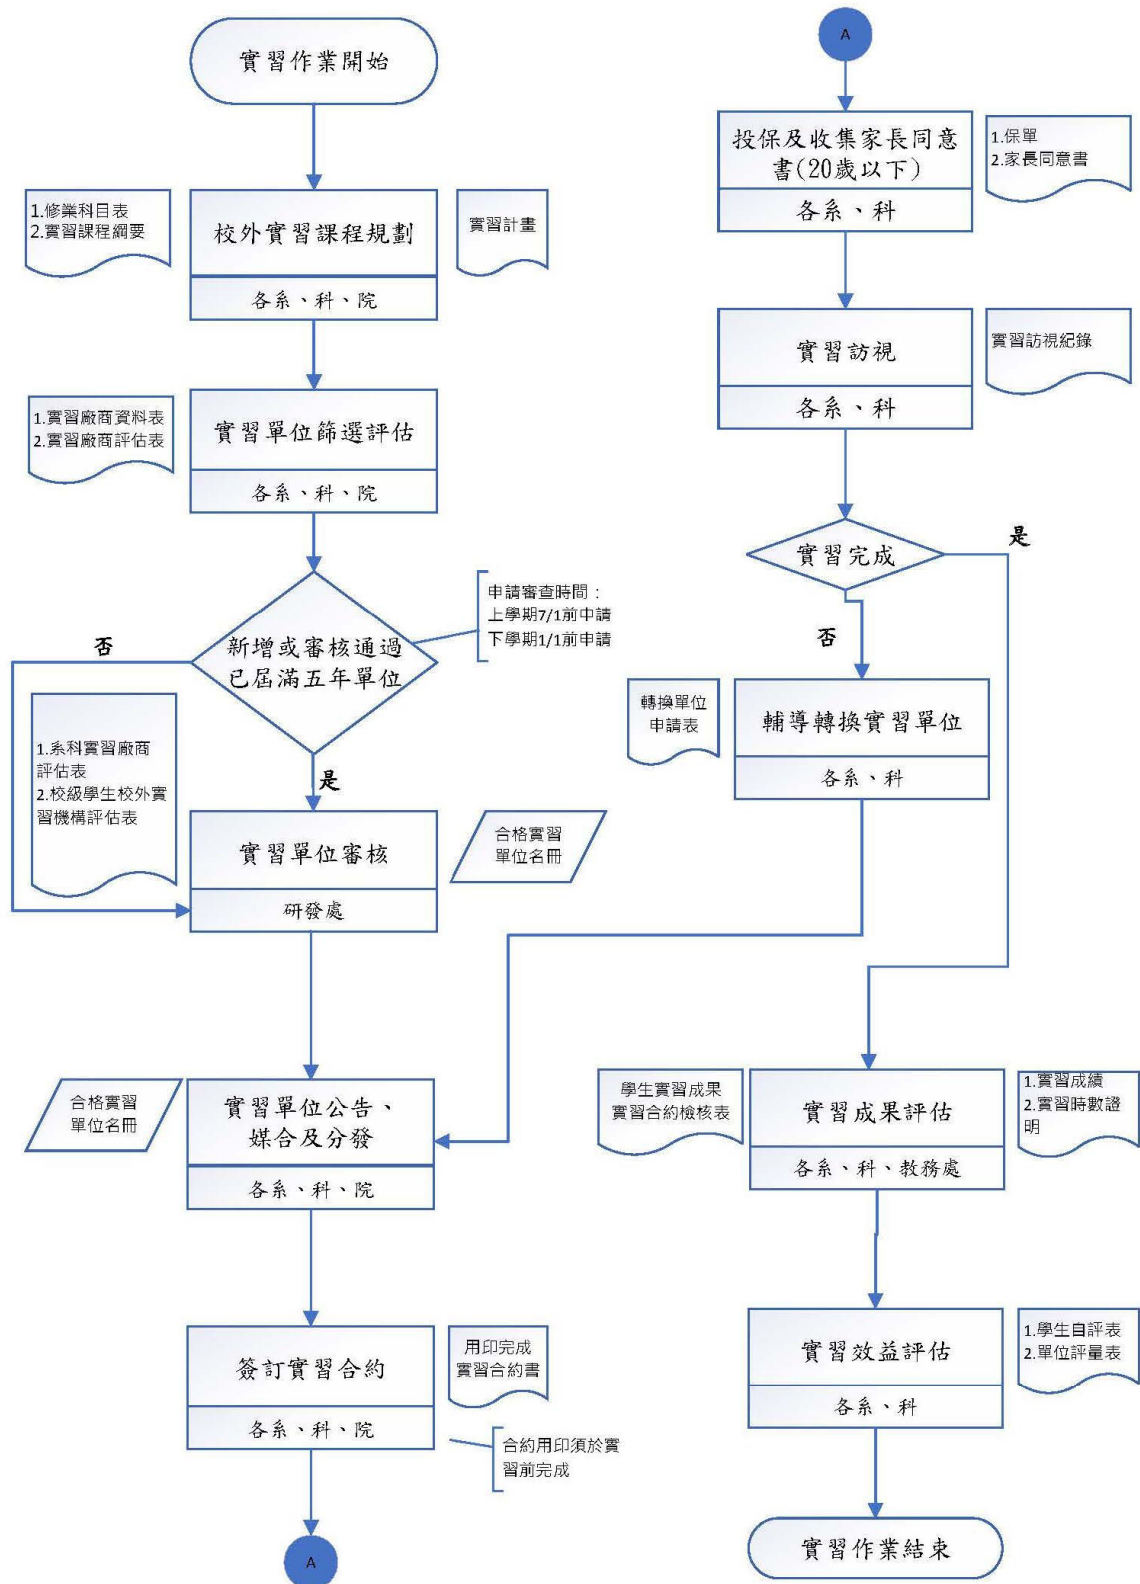 實習作業開始
1.修業科目表
2.實習課程綱要
校外實習課程規劃
各系、科、院
實習計畫
1.實習廠商資料表
2.實習廠商評估表
實習單位篩選評估
各系、科、院
新增或審核通過
已屆滿五年單位
申請審查時間：
上學期7/1前申請
下學期1/1前申請
否
是
1.系科實習廠商
評估表
2.校級學生校外實
習機構評估表
實習單位審核
研發處
合格實習
單位名冊
合格實習
單位名冊
實習單位公告、
媒合及分發
各系、科、院
簽訂實習合約
各系、科、院
用印完成
實習合約書
合約用印須於實
習前完成
A
A
投保及收集家長同意
書(20歲以下)
各系、科
1.保單
2.家長同意書
實習訪視
各系、科
實習訪視紀錄
實習完成
是
否
轉換單位
申請表
輔導轉換實習單位
各系、科
學生實習成果
實習合約檢核表
實習成果評估
各系、科、教務處
1.實習成績
2.實習時數證
明
實習效益評估
各系、科
1.學生自評表
2.單位評量表
實習作業結束